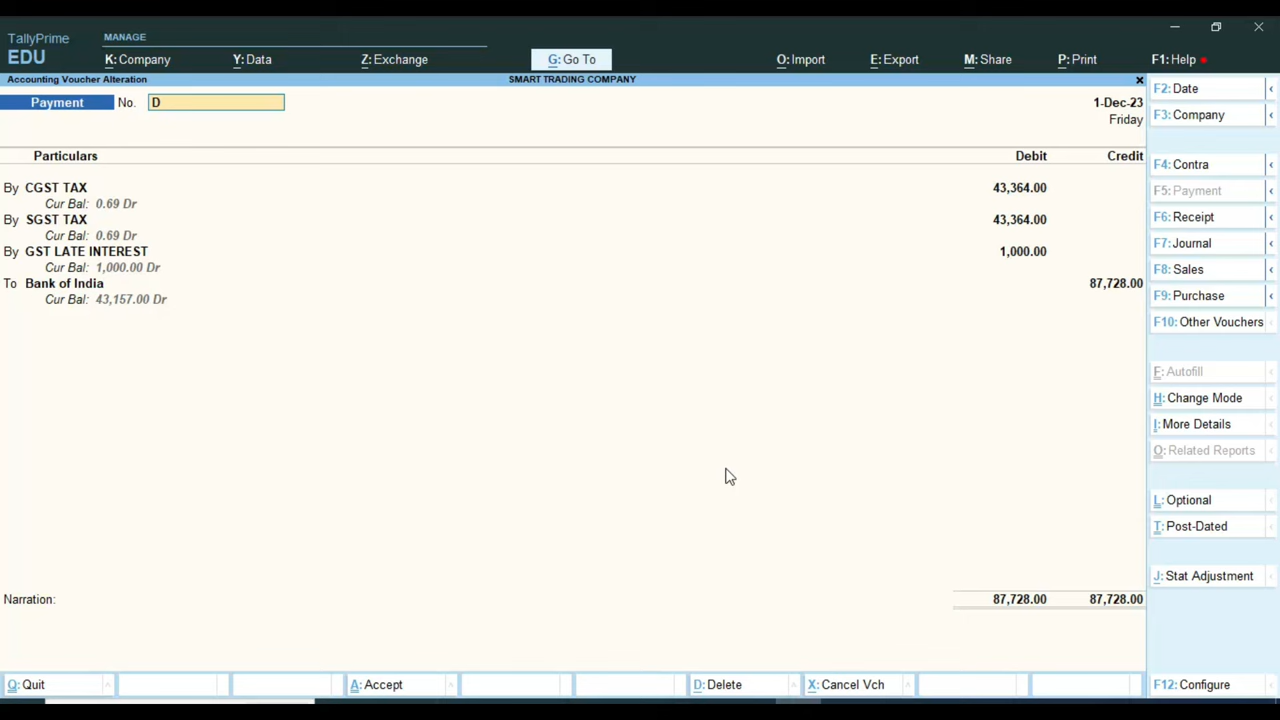 TallyPrime
EDU
MANAGE
K: Company
Y: Data
Z: Exchange
G: Go To
O: Import
E: Export
M: Share
P: Print
F1: Help
Accounting Voucher Alteration
SMART TRADING COMPANY
x
Payment No. D
1-Dec-23
Friday
Particulars Debit Credit
By CGST TAX 43,364.00
Cur Bal: 0.69 Dr
By SGST TAX 43,364.00
Cur Bal: 0.69 Dr
By GST LATE INTEREST 1,000.00
Cur Bal: 1,000.00 Dr
To Bank of India 87,728.00
Cur Bal: 43,157.00 Dr
Narration: 87,728.00 87,728.00
F2: Date
F3: Company
F4: Contra
F5: Payment
F6: Receipt
F7: Journal
F8: Sales
F9: Purchase
F10: Other Vouchers
F: Autofill
H: Change Mode
I: More Details
O: Related Reports
L: Optional
T: Post-Dated
J: Stat Adjustment
Q: Quit
A: Accept
D: Delete
X: Cancel Vch
F12: Configure